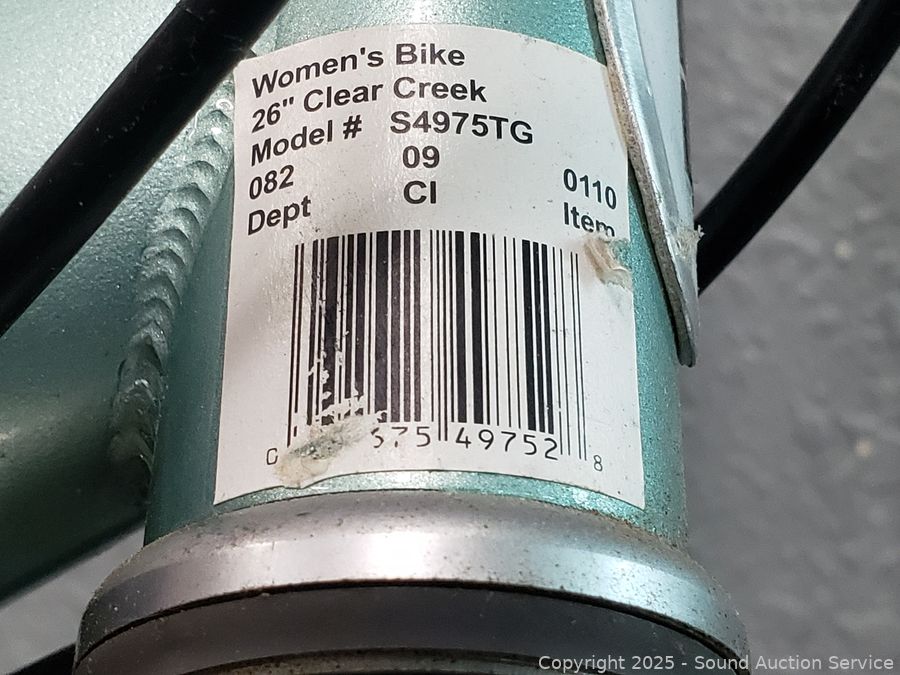 Women's Bike
26" Clear Creek
Model # S4975TG
082 09 0110
Dept CI Item
675 49752 8
Copyright 2025 - Sound Auction Service